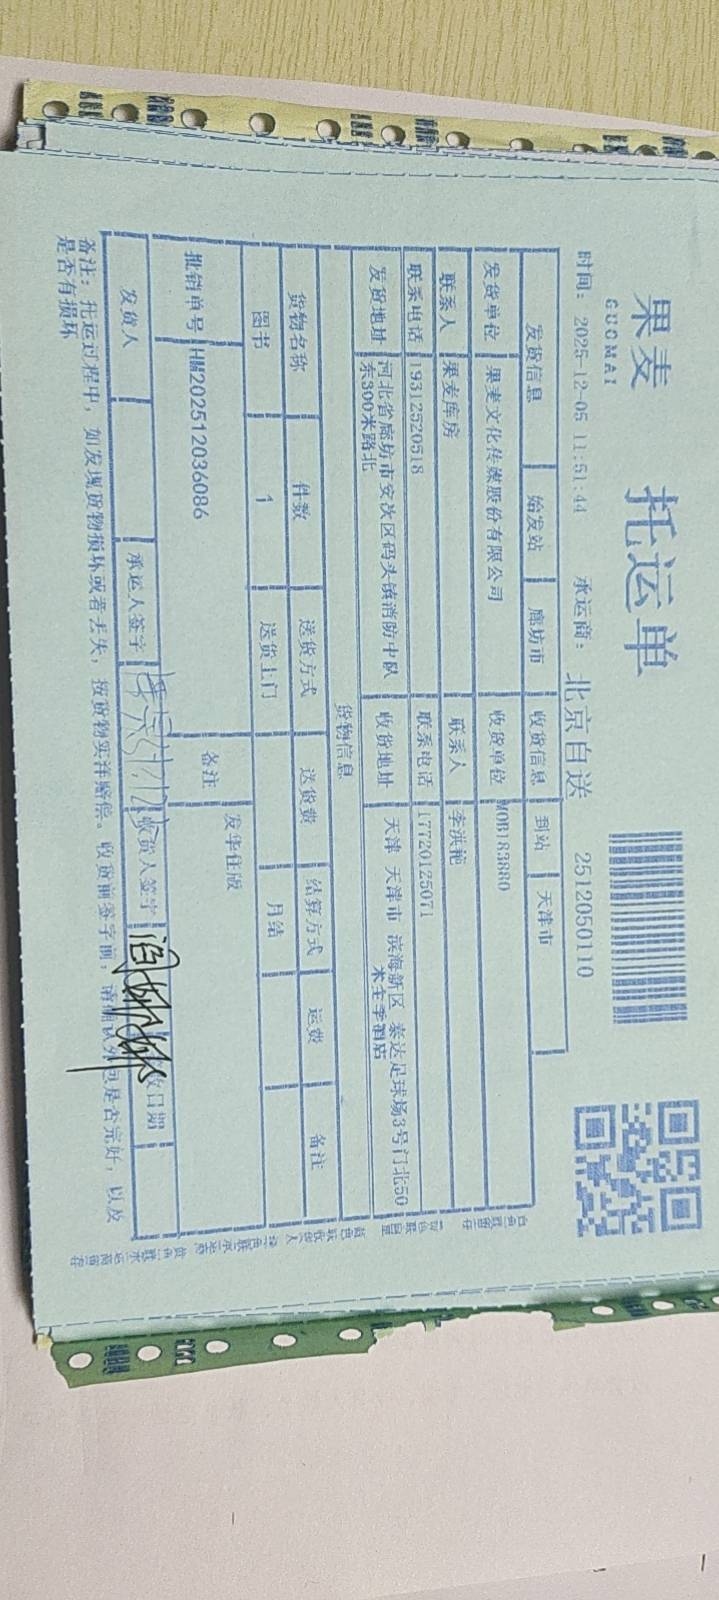 果麦 托运单
GUOMAI
时间: 2025-12-05 11:51:44 承运商: 北京自送 2512050110
发货信息 始发站 廊坊市 收货信息 到站 天津市
发货单位 果麦文化传媒股份有限公司 收货单位 MOB183880
联系人 果麦库房 联系人 李洪艳
联系电话 19312520518 联系电话 17720125071
发货地址 河北省廊坊市安次区码头镇消防中队 收货地址 天津 天津市 滨海新区 泰达足球场3号门北50
东300米路北 米全季酒店
货物信息
货物名称 件数 送货方式 送货费 结算方式 运费 备注
图书 1 送货上门 月结
批销单号 HM202512036086 备注 发华住版
发货人 承运人签字 收货人签字 日期
备注: 托运过程中, 如发现货物损坏或者丢失, 按货物实洋赔偿。收货前签字前, 请确认外包是否完好, 以及
是否有损坏